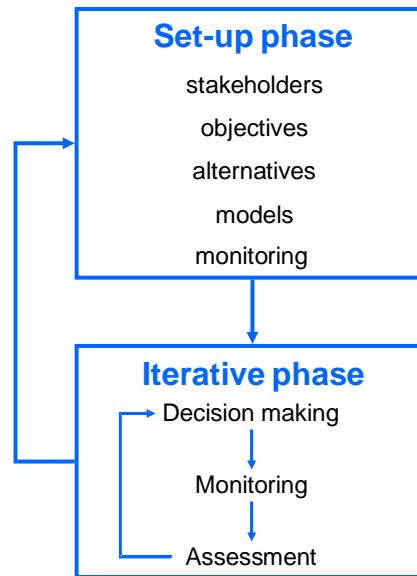 Set-up phase
stakeholders
objectives
alternatives
models
monitoring
Iterative phase
Decision making
Monitoring
Assessment